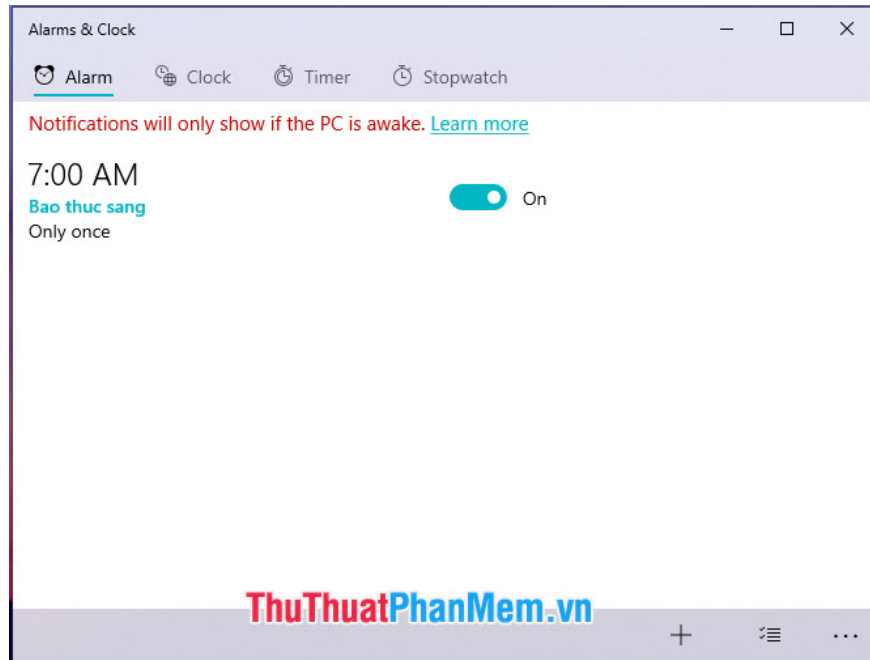 Alarms & Clock
Alarm Clock Timer Stopwatch
Notifications will only show if the PC is awake. Learn more
7:00 AM
Bao thuc sang
On
Only once
ThuThuatPhanMem.vn